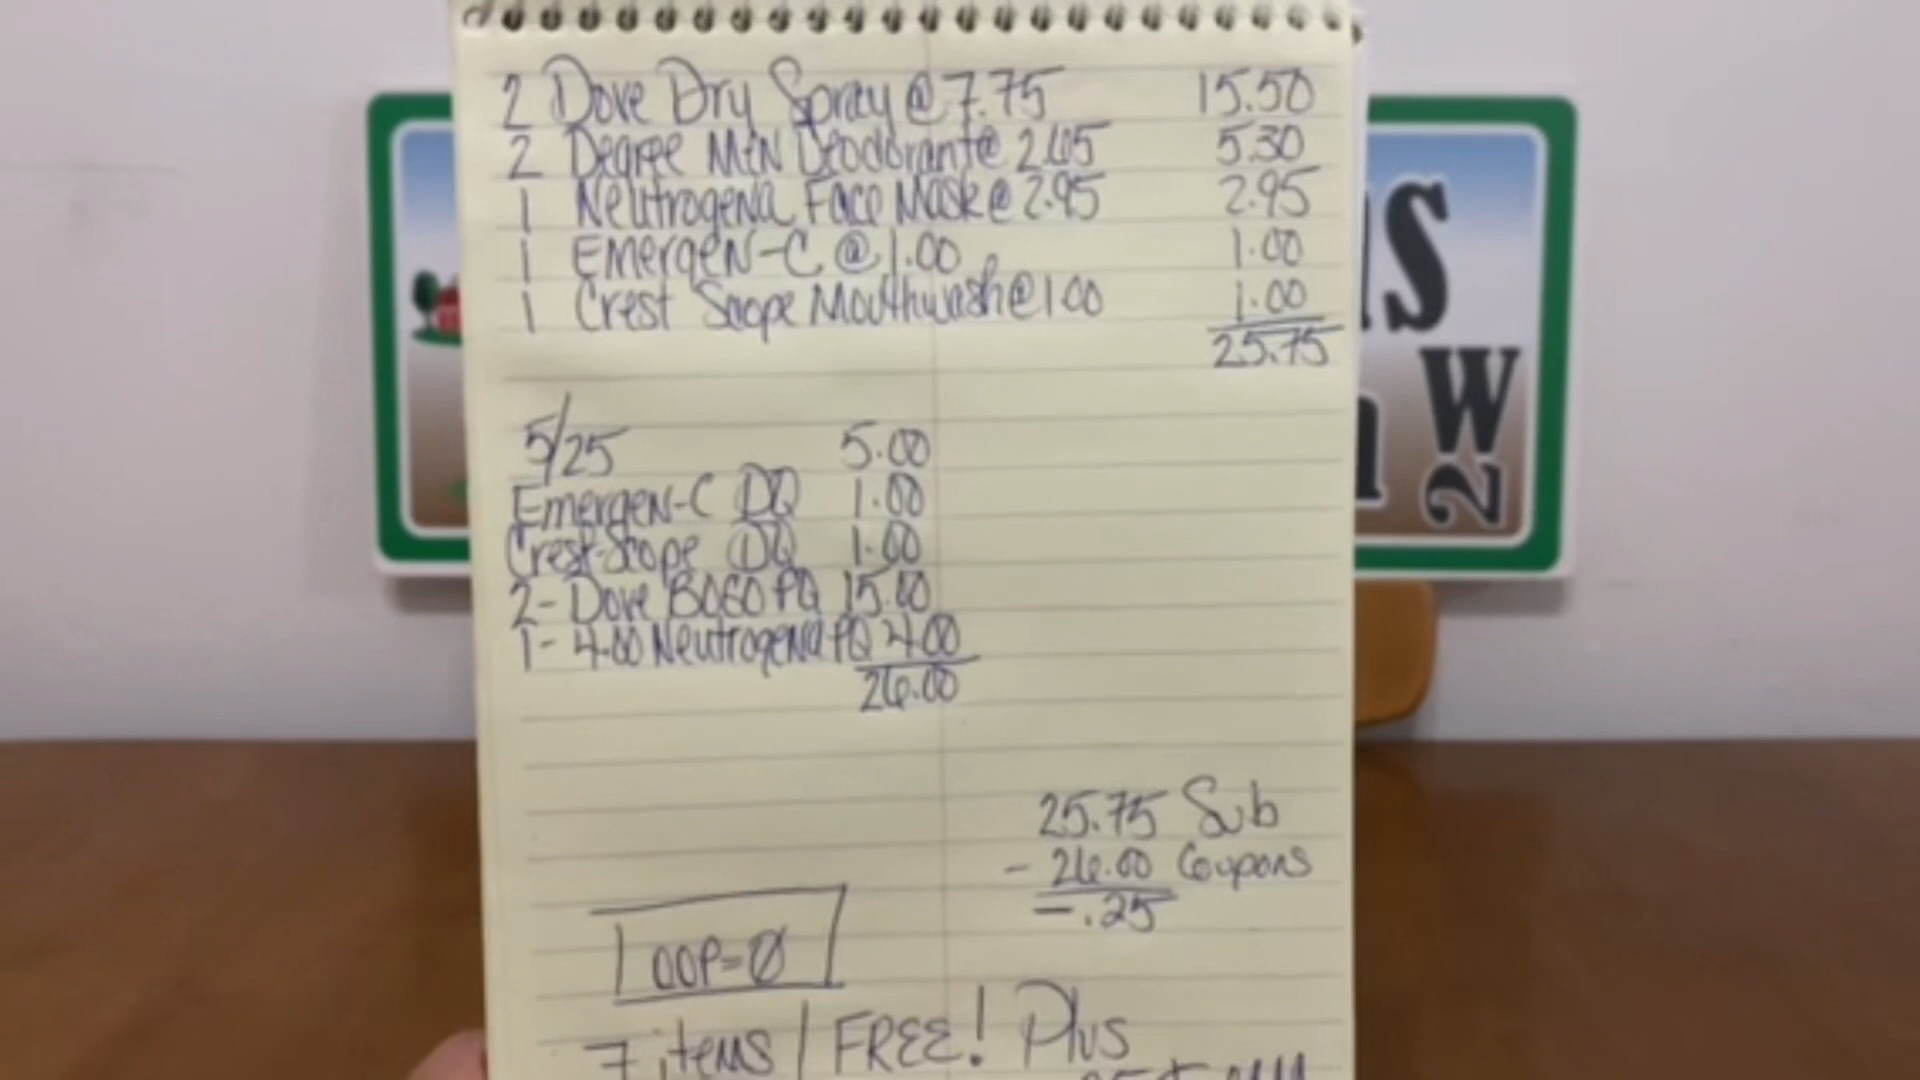 2 Dove Dry Spray @ 7.75 15.50
2 Degree Men Deodorant @ 2.65 5.30
1 Neutrogena Face Mask @ 2.95 2.95
1 Emergen-C @ 1.00 1.00
1 Crest Scope Mouthwash @ 1.00 1.00
25.75
5/25 5.00
Emergen-C DQ 1.00
Crest-Scope DQ 1.00
2- Dove BOGO PQ 15.00
1- 4.00 Neutrogena PQ 4.00
26.00
25.75 Sub
- 26.00 Coupons
- .25
OOP=Ø
7 items / FREE! Plus
W
2